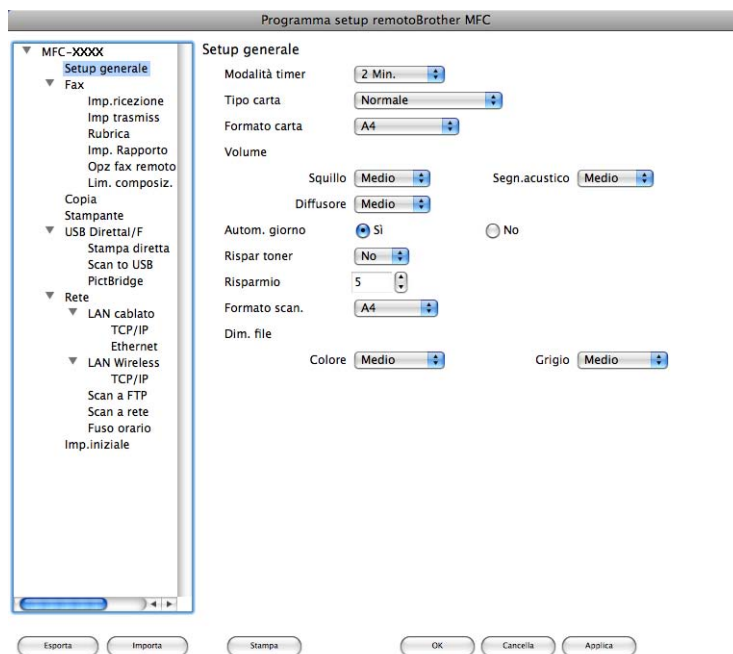 Programma setup remotoBrother MFC
MFC-XXXX
Setup generale
Fax
Imp.ricezione
Imp trasmiss
Rubrica
Imp. Rapporto
Opz fax remoto
Lim. composiz.
Copia
Stampante
USB Direttal/F
Stampa diretta
Scan to USB
PictBridge
Rete
LAN cablato
TCP/IP
Ethernet
LAN Wireless
TCP/IP
Scan a FTP
Scan a rete
Fuso orario
Imp.iniziale
Setup generale
Modalità timer 2 Min.
Tipo carta Normale
Formato carta A4
Volume
Squillo Medio Segn.acustico Medio
Diffusore Medio
Autom. giorno Sì No
Rispar toner No
Risparmio 5
Formato scan. A4
Dim. file
Colore Medio Grigio Medio
Esporta Importa Stampa OK Cancella Applica